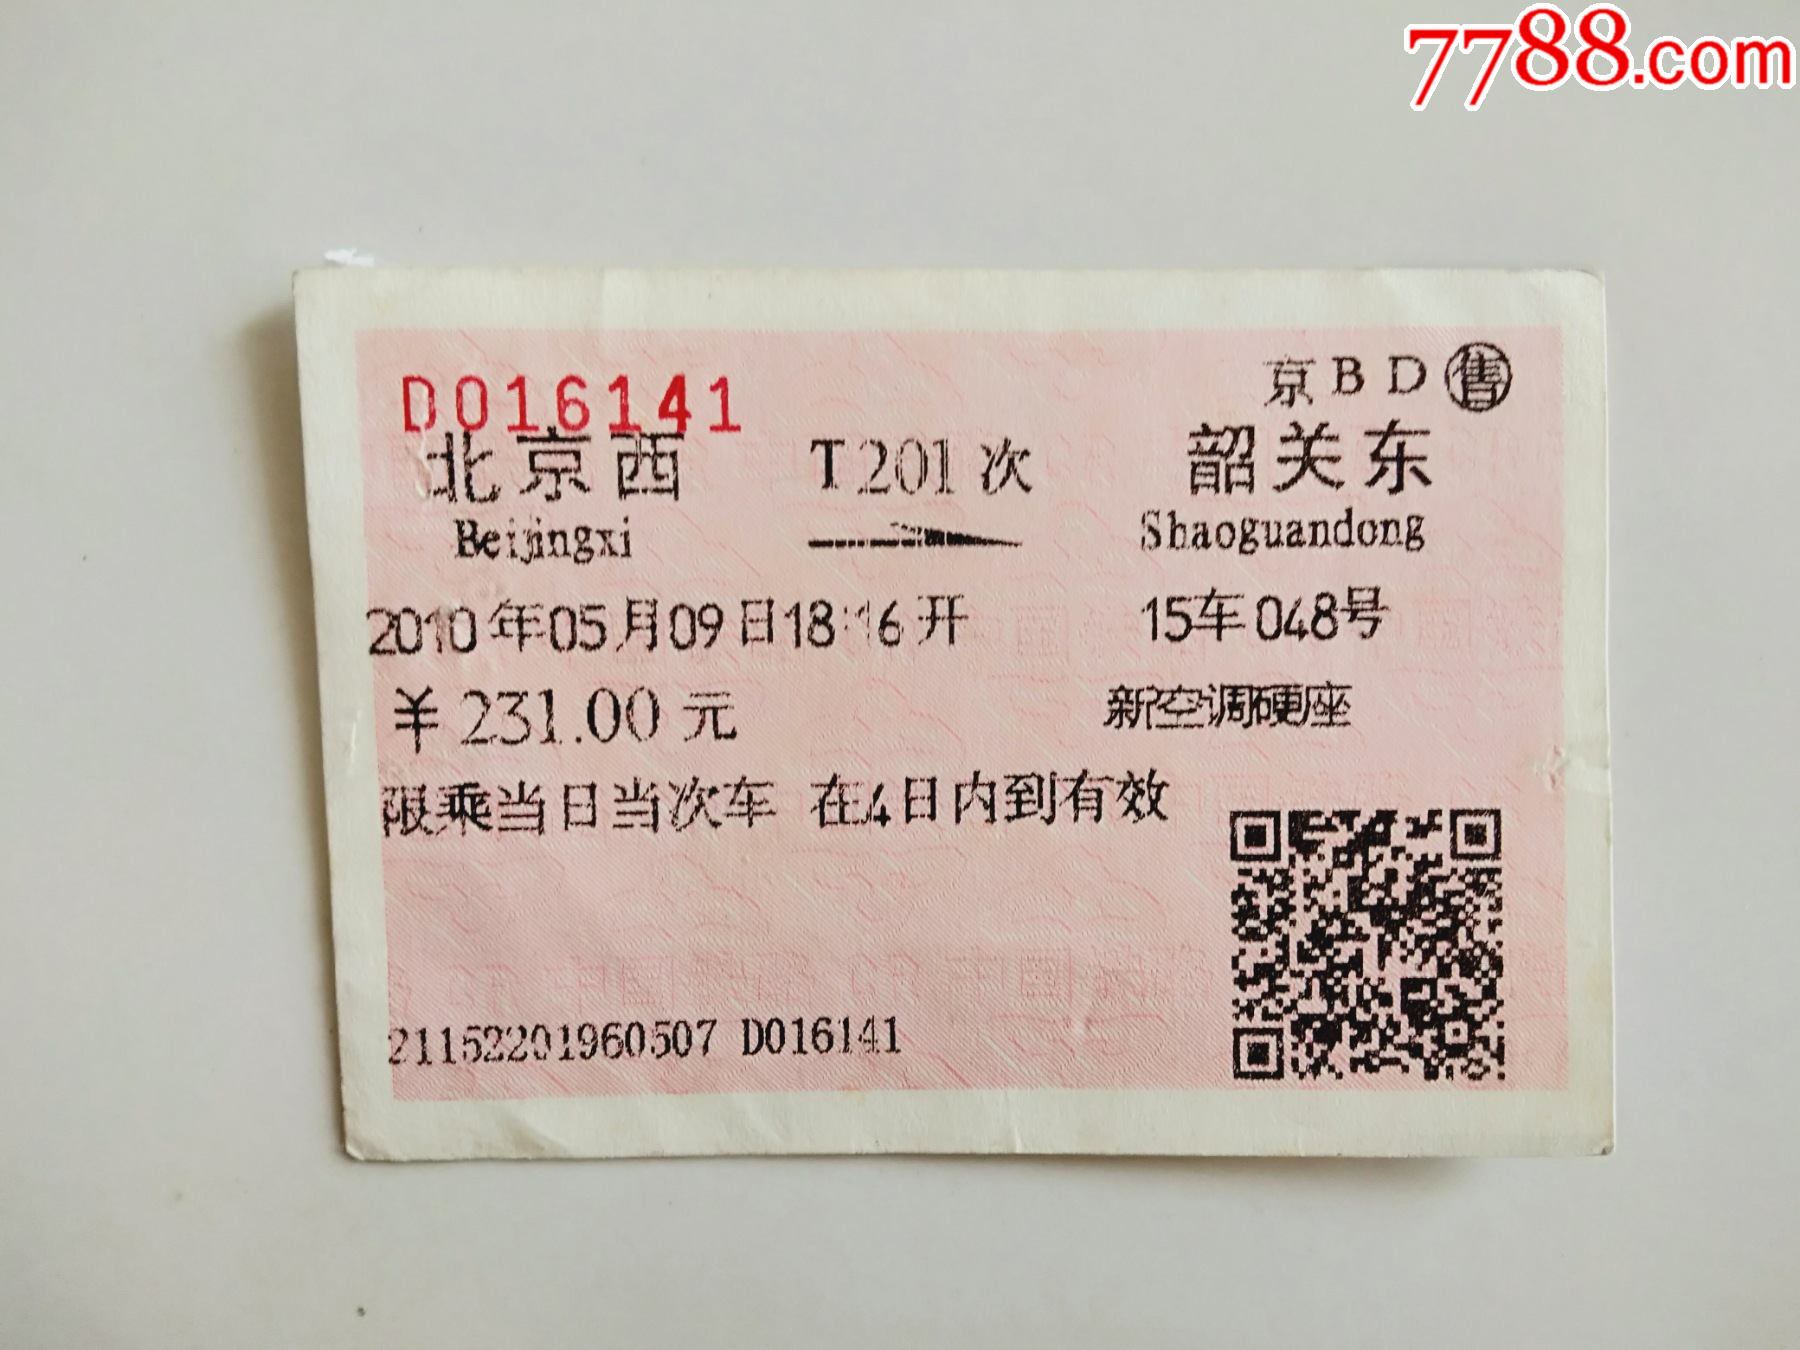 7788.com
D016141
京 B D 售
北京西 T201次 韶关东
Beijingxi Shaoguandong
2010年05月09日18:16开 15车048号
￥231.00元 新空调硬座
限乘当日当次车 在4日内到有效
21152201960507 D016141